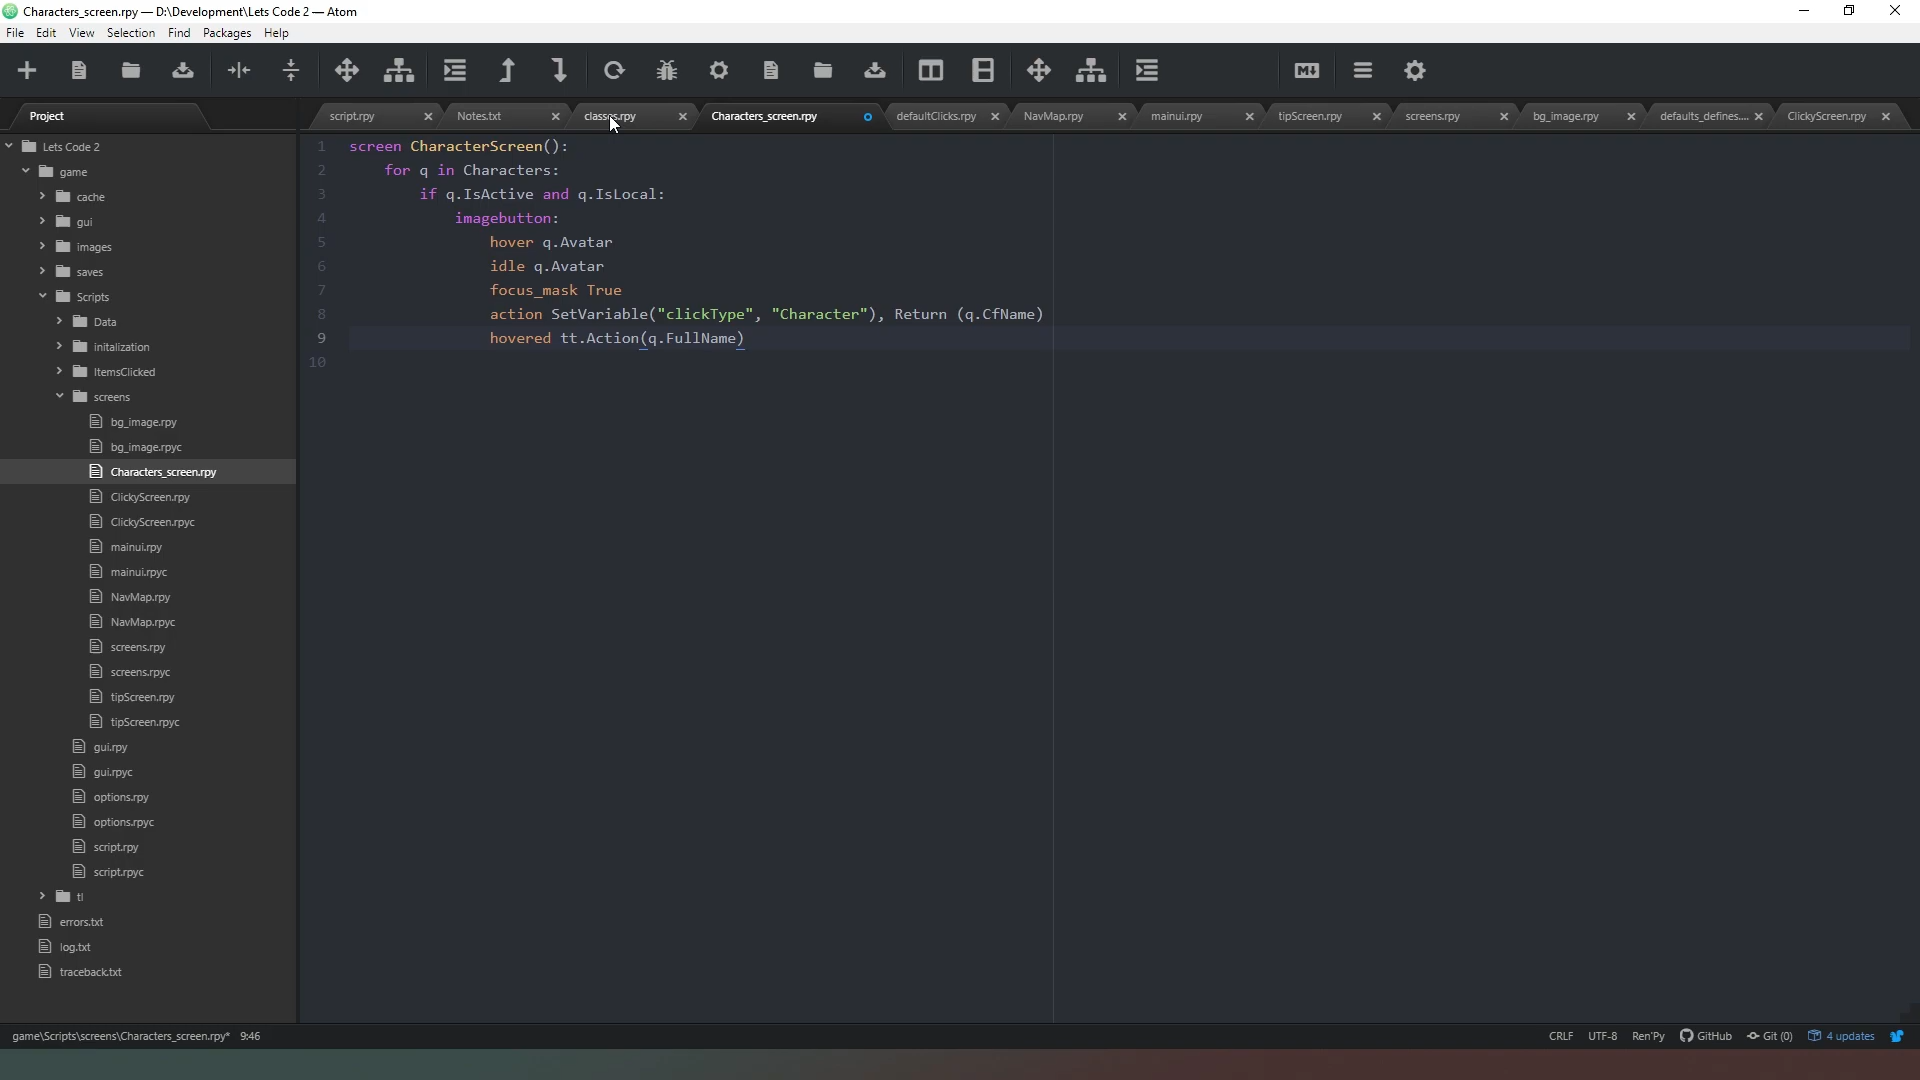 Characters_screen.rpy — D:\Development\Lets Code 2 — Atom
File Edit View Selection Find Packages Help
Project
script.rpy
Notes.txt
classes.rpy
Characters_screen.rpy
defaultClicks.rpy
NavMap.rpy
mainui.rpy
tipScreen.rpy
screens.rpy
bg_image.rpy
defaults_defines....
ClickyScreen.rpy
Lets Code 2
game
cache
gui
images
saves
Scripts
Data
initalization
ItemsClicked
screens
bg_image.rpy
bg_image.rpyc
Characters_screen.rpy
ClickyScreen.rpy
ClickyScreen.rpyc
mainui.rpy
mainui.rpyc
NavMap.rpy
NavMap.rpyc
screens.rpy
screens.rpyc
tipScreen.rpy
tipScreen.rpyc
gui.rpy
gui.rpyc
options.rpy
options.rpyc
script.rpy
script.rpyc
tl
errors.txt
log.txt
traceback.txt
1 screen CharacterScreen():
2 for q in Characters:
3 if q.IsActive and q.IsLocal:
4 imagebutton:
5 hover q.Avatar
6 idle q.Avatar
7 focus_mask True
8 action SetVariable("clickType", "Character"), Return (q.CfName)
9 hovered tt.Action(q.FullName)
10
game\Scripts\screens\Characters_screen.rpy* 9:46
CRLF UTF-8 Ren'Py GitHub Git (0) 4 updates